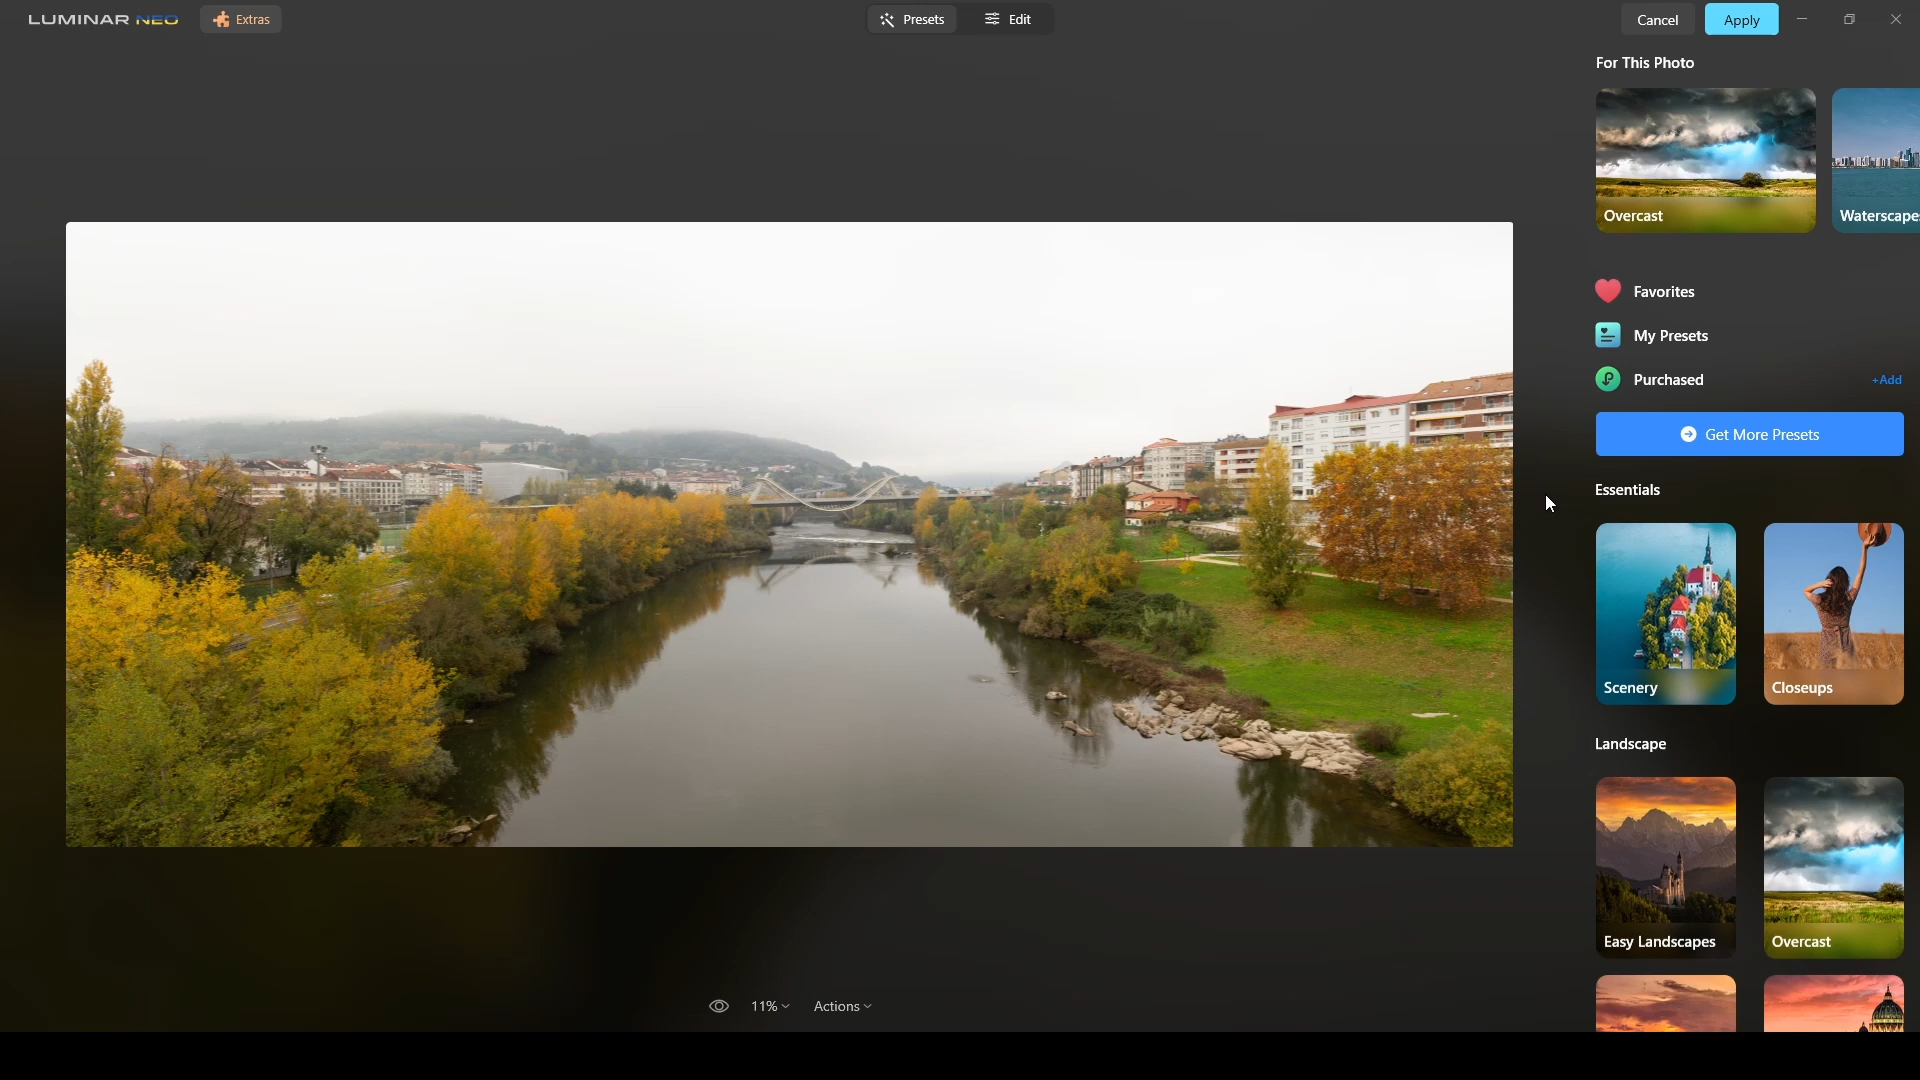 LUMINAR NEO
Extras
Presets
Edit
Cancel
Apply
For This Photo
Overcast
Waterscapes
Favorites
My Presets
Purchased
+Add
Get More Presets
Essentials
Scenery
Closeups
Landscape
Easy Landscapes
Overcast
11%
Actions